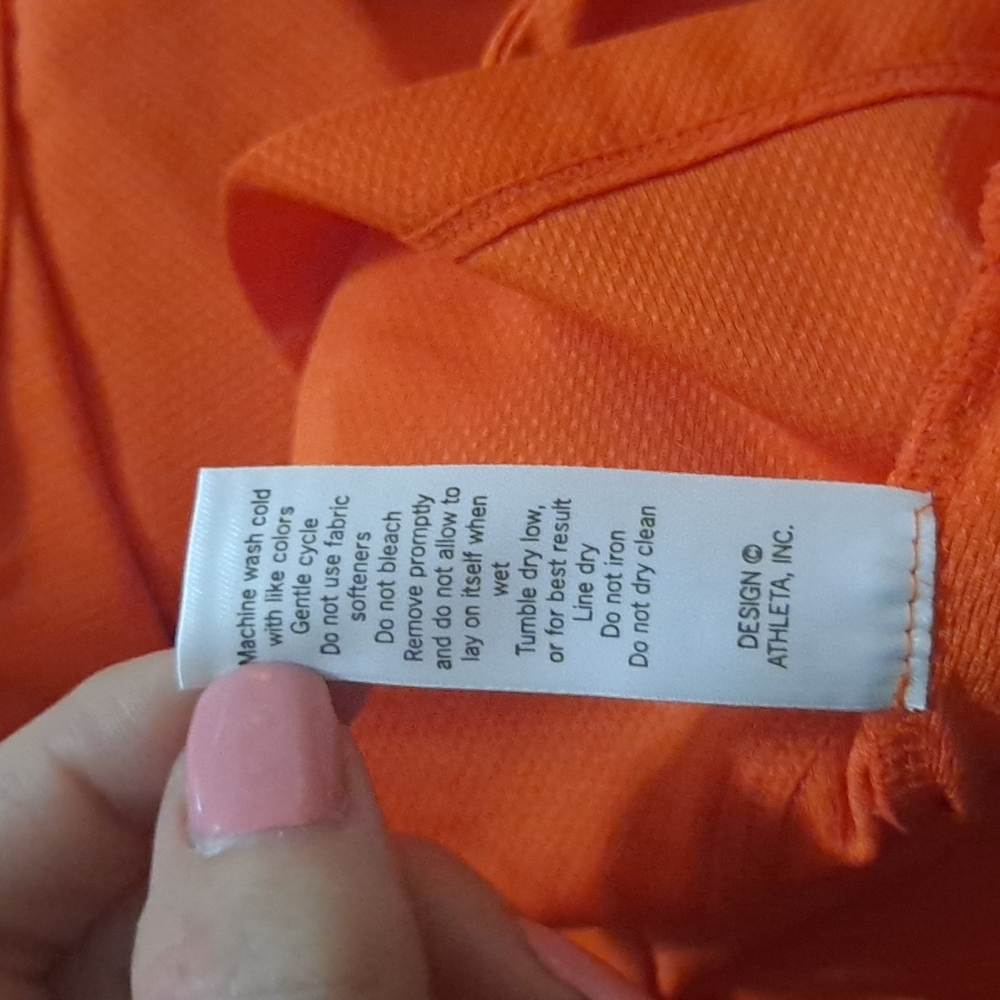 Machine wash cold
with like colors
Gentle cycle
Do not use fabric
softeners
Do not bleach
Remove promptly
and do not allow to
lay on itself when
wet
Tumble dry low,
or for best result
Line dry
Do not iron
Do not dry clean
DESIGN ©
ATHLETA, INC.